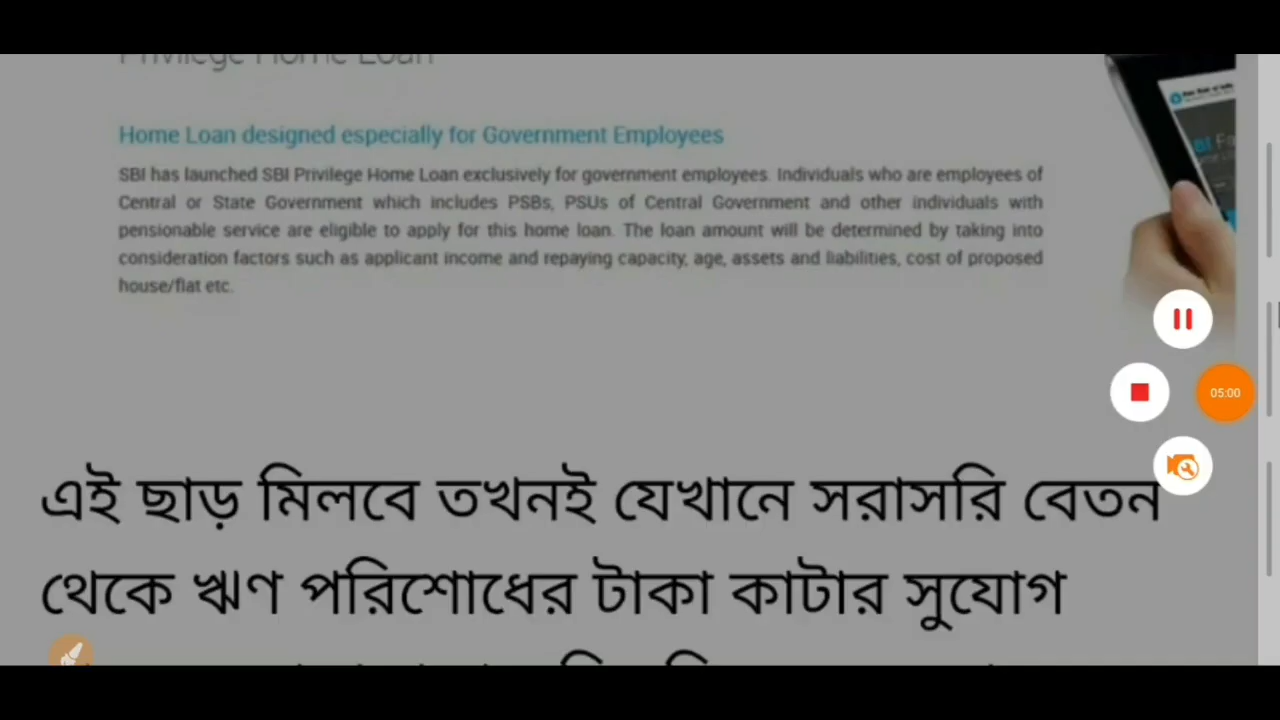 Privilege Home Loan
Home Loan designed especially for Government Employees
SBI has launched SBI Privilege Home Loan exclusively for government employees. Individuals who are employees of
Central or State Government which includes PSBs, PSUs of Central Government and other individuals with
pensionable service are eligible to apply for this home loan. The loan amount will be determined by taking into
consideration factors such as applicant income and repaying capacity, age, assets and liabilities, cost of proposed
house/flat etc.
SBI
05:00
এই ছাড় মিলবে তখনই যেখানে সরাসরি বেতন
থেকে ঋণ পরিশোধের টাকা কাটার সুযোগ